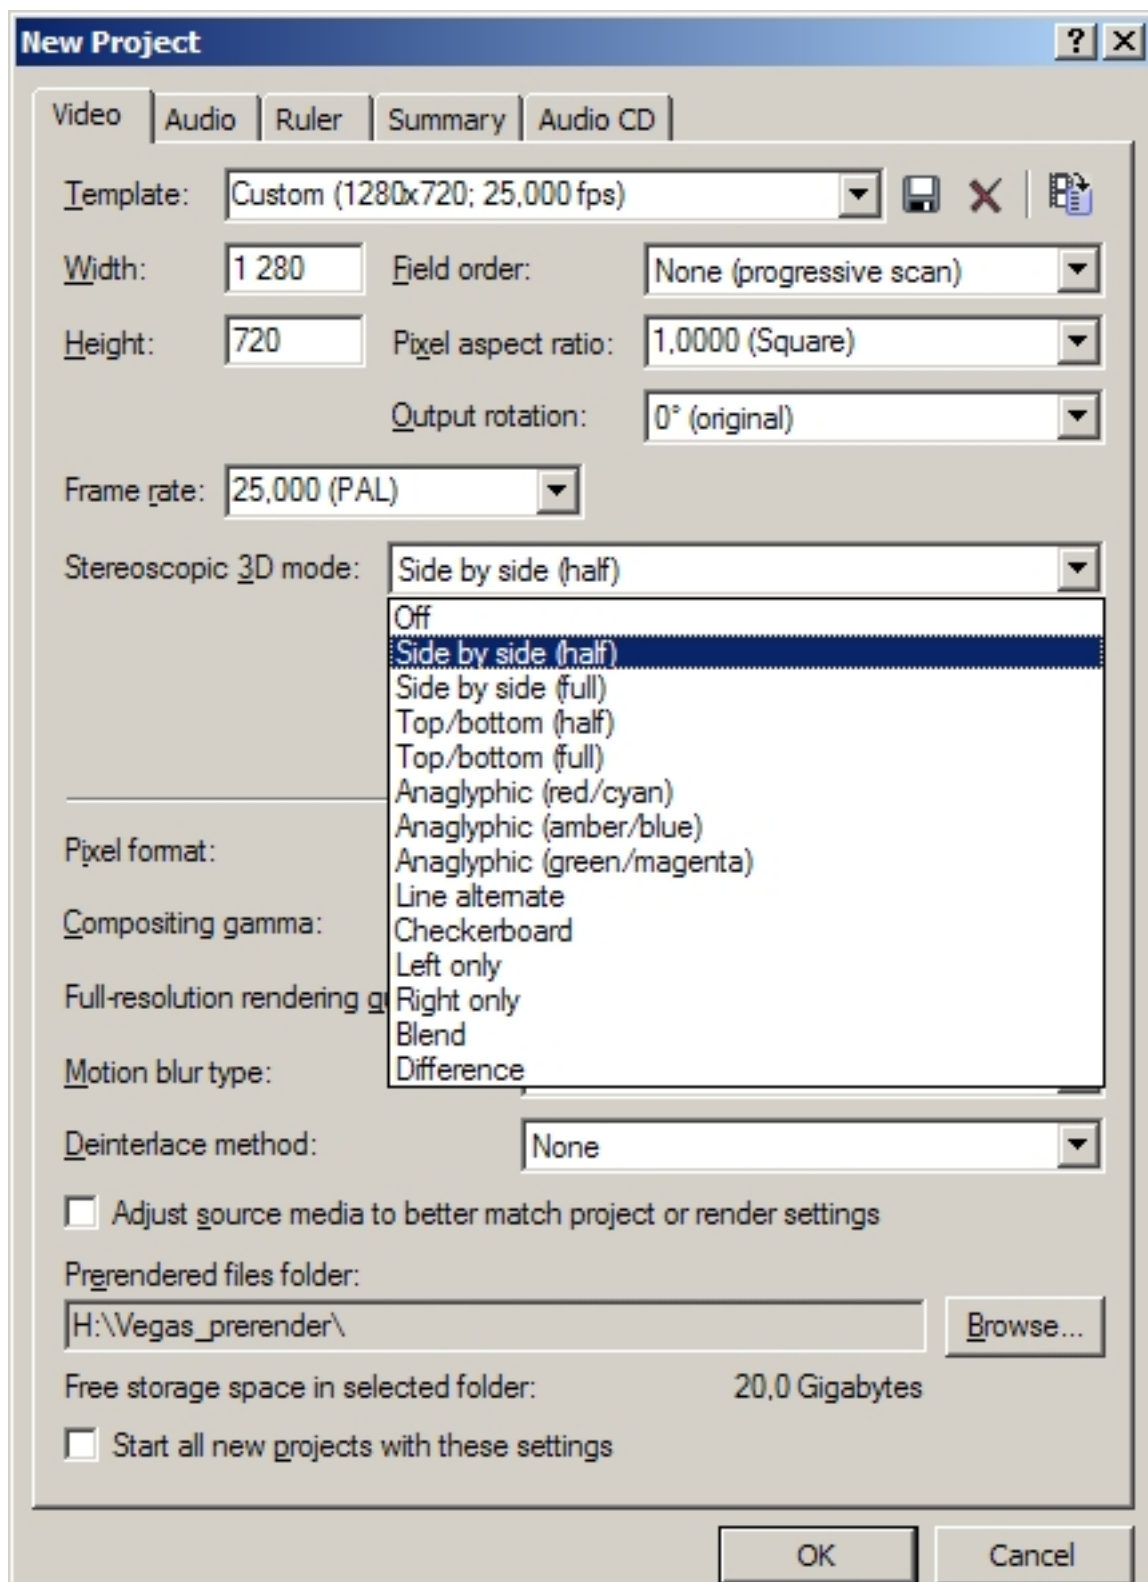 New Project
Video Audio Ruler Summary Audio CD
Template: Custom (1280x720; 25,000 fps)
Width: 1 280 Field order: None (progressive scan)
Height: 720 Pixel aspect ratio: 1,0000 (Square)
Output rotation: 0° (original)
Frame rate: 25,000 (PAL)
Stereoscopic 3D mode: Side by side (half)
Off
Side by side (half)
Side by side (full)
Top/bottom (half)
Top/bottom (full)
Anaglyphic (red/cyan)
Pixel format: Anaglyphic (amber/blue)
Anaglyphic (green/magenta)
Line alternate
Compositing gamma: Checkerboard
Left only
Full-resolution rendering Right only
Blend
Motion blur type: Difference
Deinterlace method: None
Adjust source media to better match project or render settings
Prerendered files folder:
H:\Vegas_prerender\ Browse...
Free storage space in selected folder: 20,0 Gigabytes
Start all new projects with these settings
OK Cancel